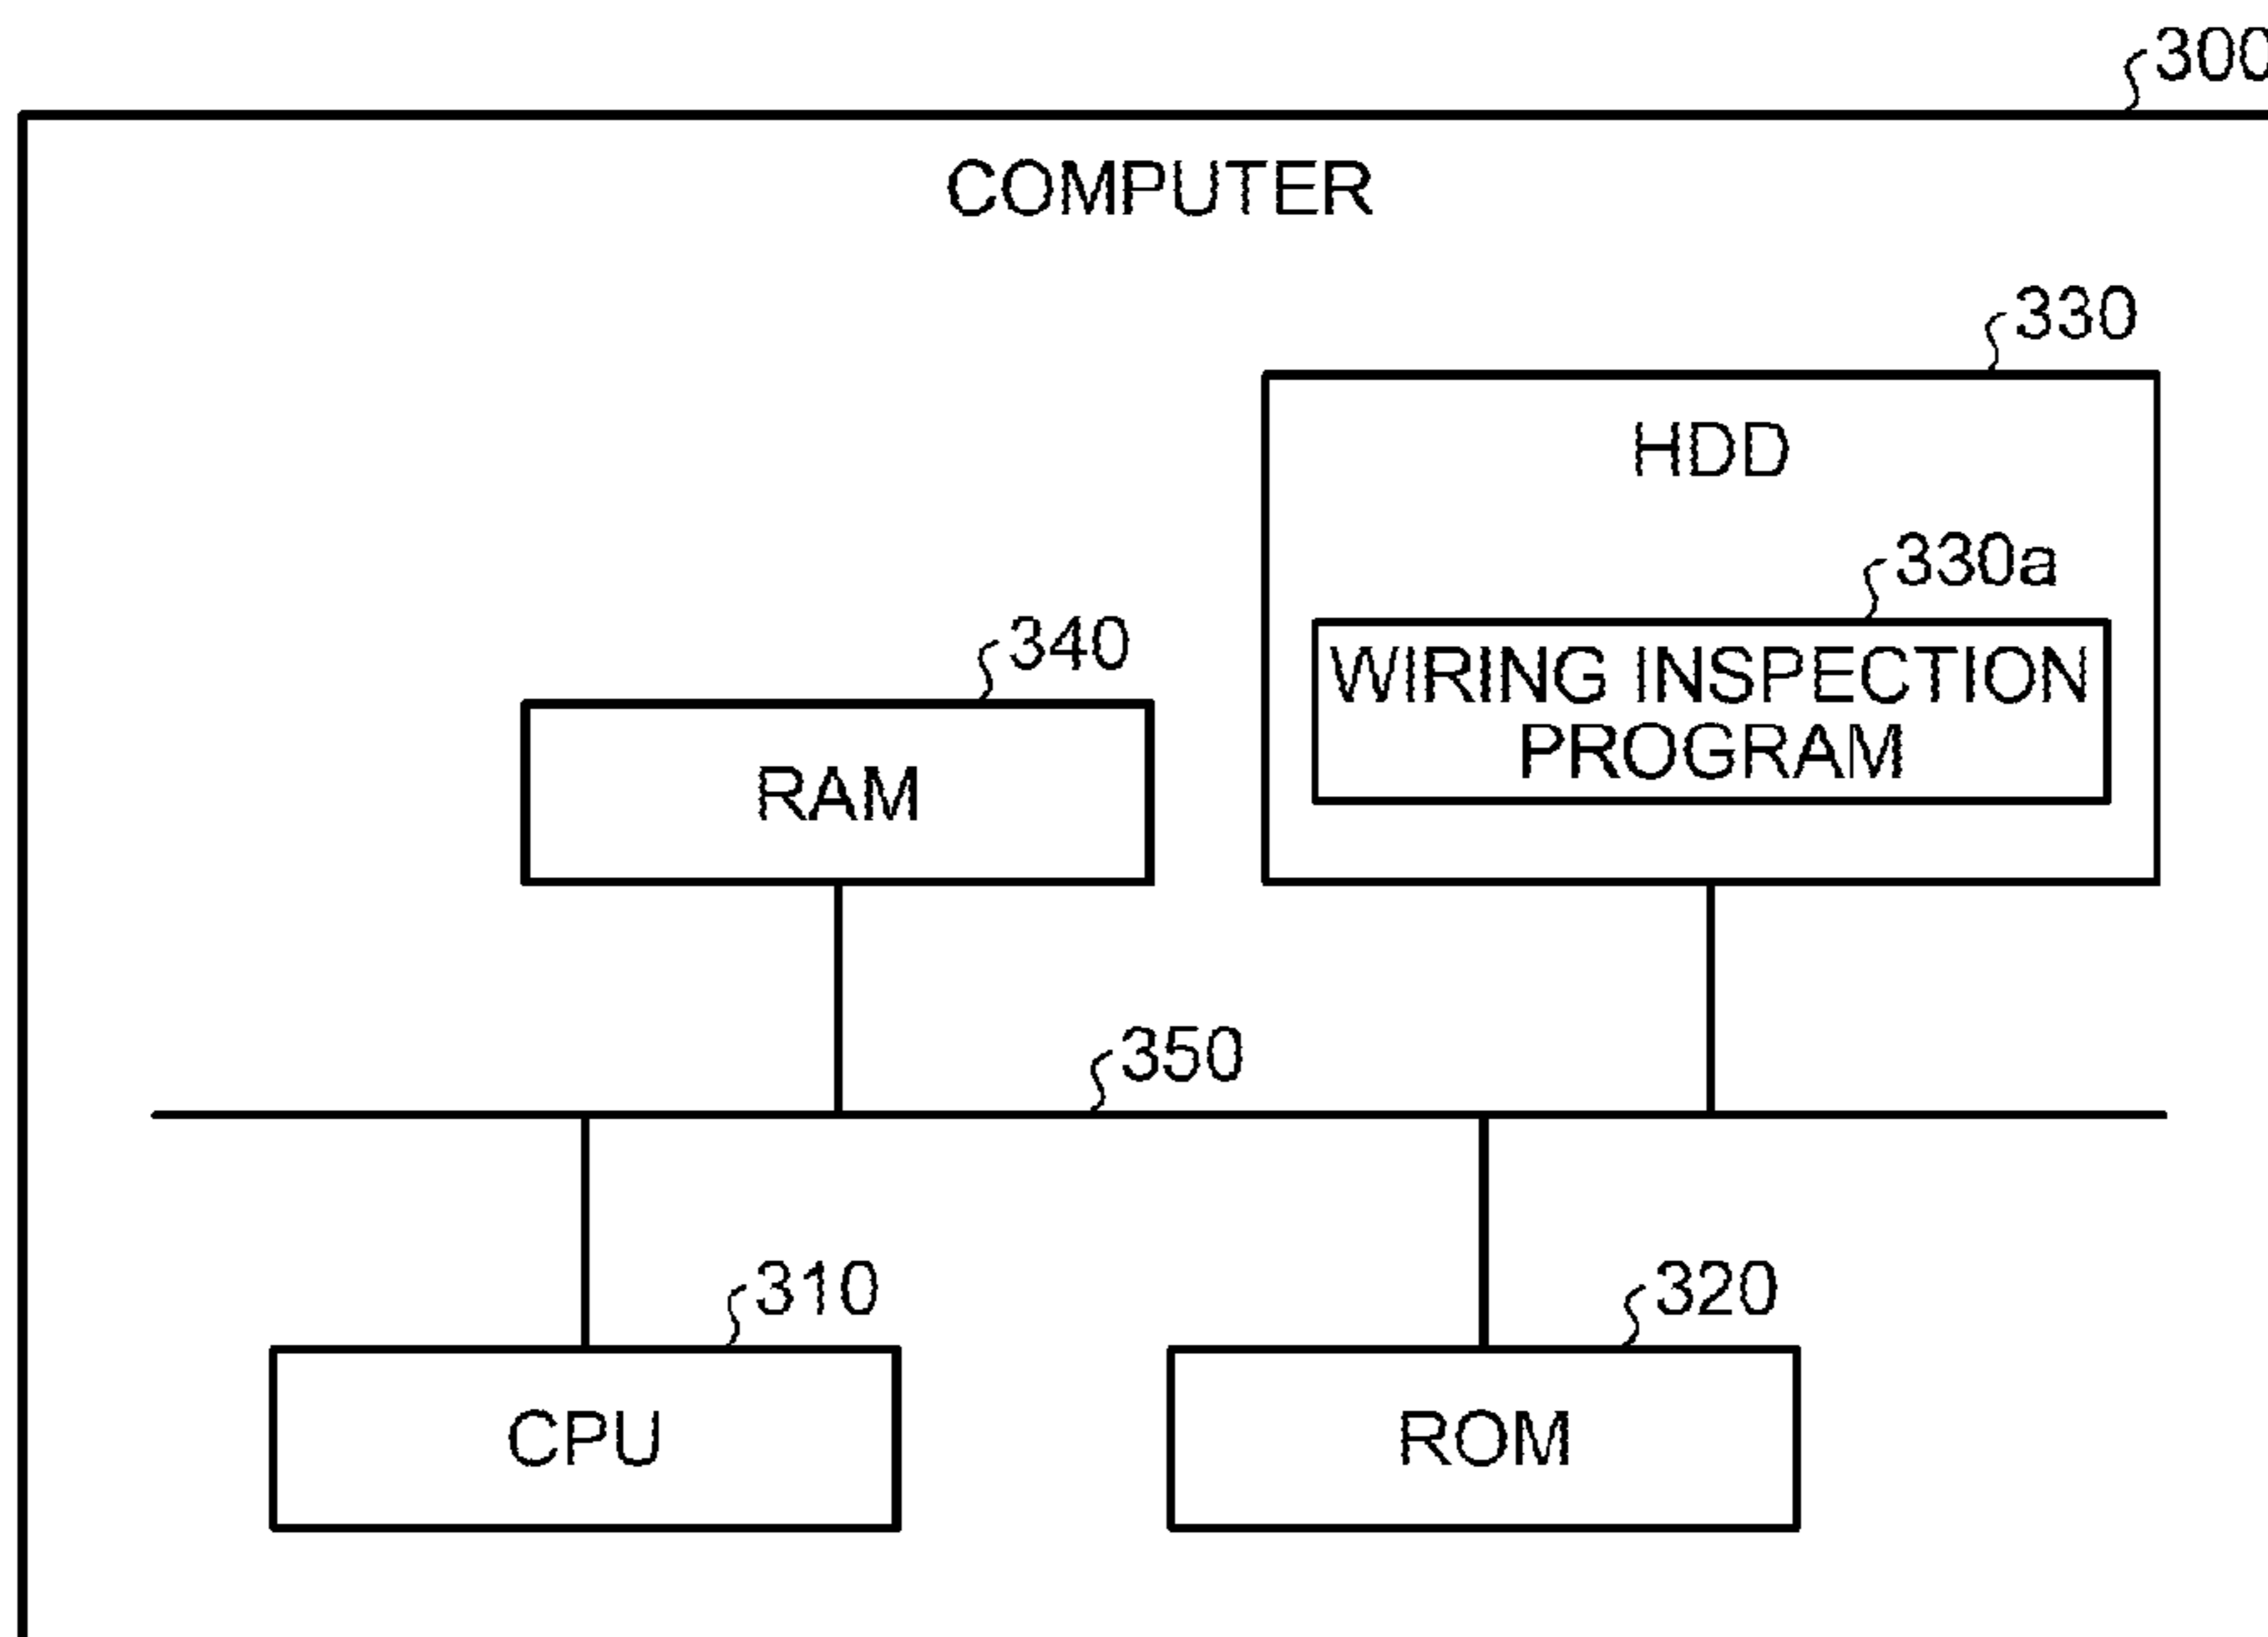 300
COMPUTER
330
HDD
330a
WIRING INSPECTION
PROGRAM
340
RAM
350
310
CPU
320
ROM